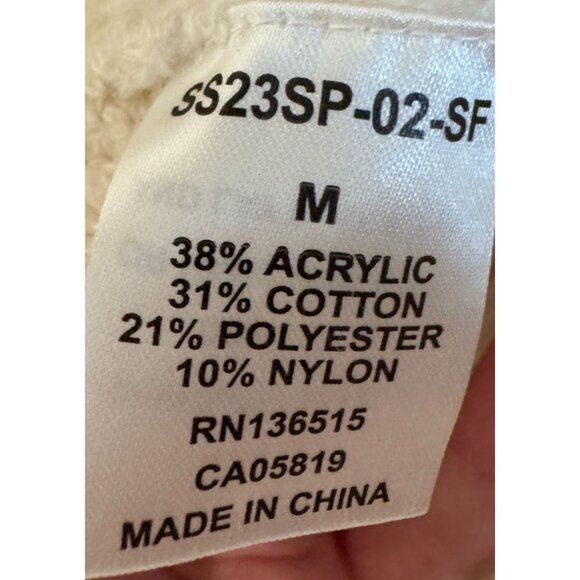 SS23SP-02-SF
M
38% ACRYLIC
31% COTTON
21% POLYESTER
10% NYLON
RN136515
CA05819
MADE IN CHINA